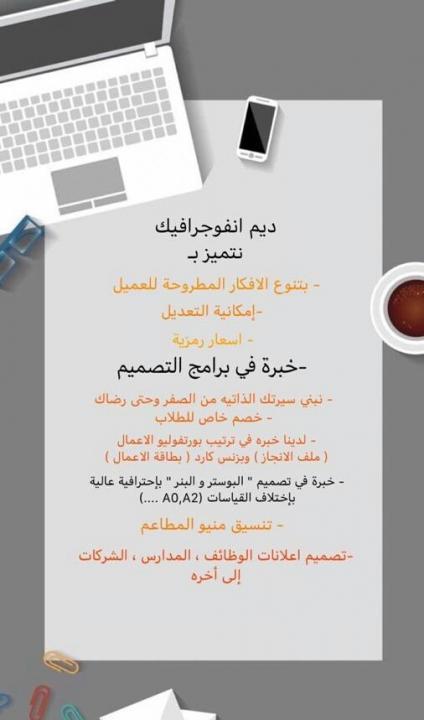 ديم انفوجرافيك
نتميز بـ
- بتنوع الافكار المطروحة للعميل
-إمكانية التعديل
- اسعار رمزية
-خبرة في برامج التصميم
- نبني سيرتك الذاتيه من الصفر وحتى رضاك
- خصم خاص للطلاب
- لدينا خبره في ترتيب بورتفوليو الاعمال
( ملف الانجاز ) وبزنس كارد ( بطاقة الاعمال )
- خبرة في تصميم " البوستر و البنر " بإحترافية عالية
بإختلاف القياسات (A0,A2 ....)
- تنسيق منيو المطاعم
-تصميم اعلانات الوظائف ، المدارس ، الشركات
إلى أخره